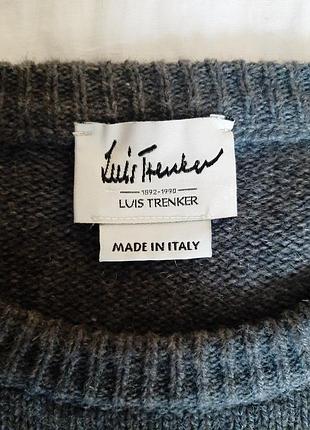 Luis Trenker
1892-1990
LUIS TRENKER
MADE IN ITALY